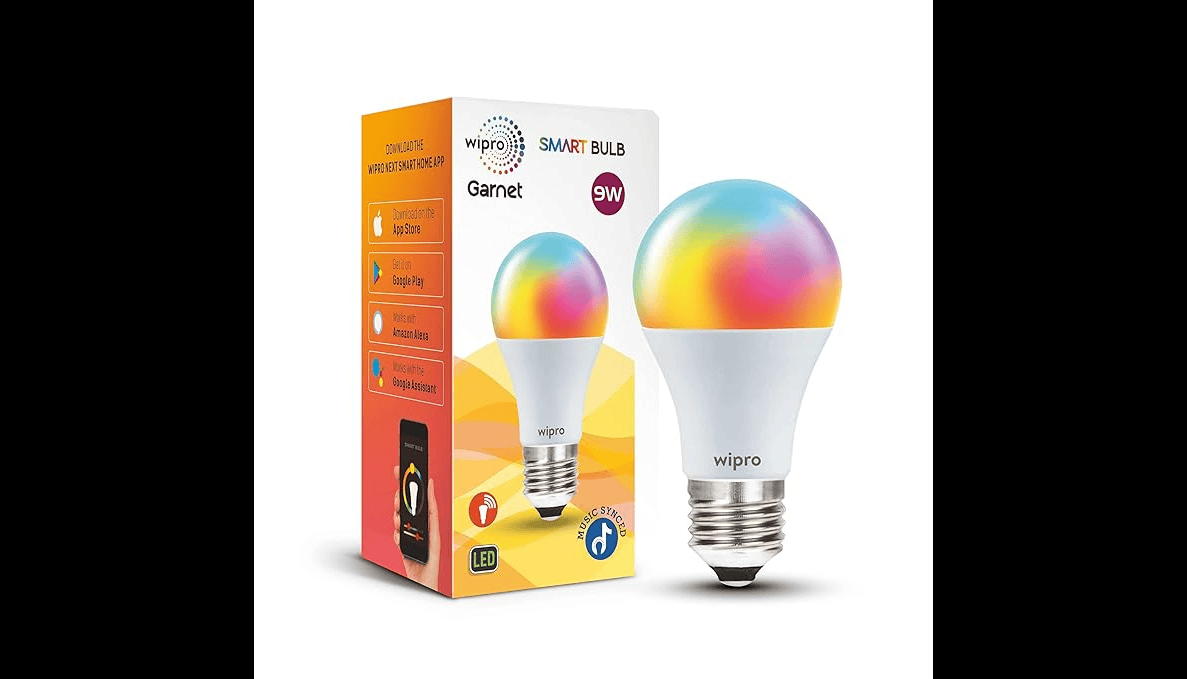 DOWNLOAD THE
WIPRO NEXT SMART HOME APP
Download on the
App Store
Get it on
Google Play
Works with
Amazon Alexa
Works with the
Google Assistant
SMART BULB
wipro
SMART BULB
Garnet
9W
wipro
MUSIC SYNCED
LED
wipro